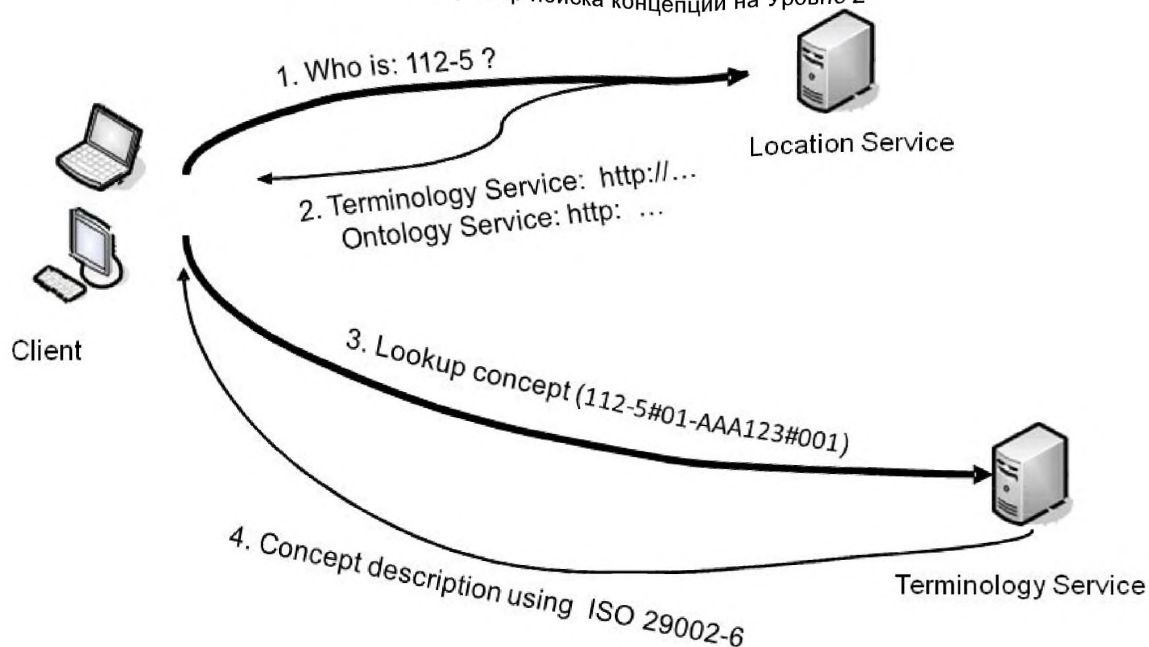 поиска концепции на Уровне 2
1. Who is: 112-5 ?
Location Service
2. Terminology Service: http://...
Ontology Service: http: ...
Client
3. Lookup concept (112-5#01-AAA123#001)
4. Concept description using ISO 29002-6
Terminology Service